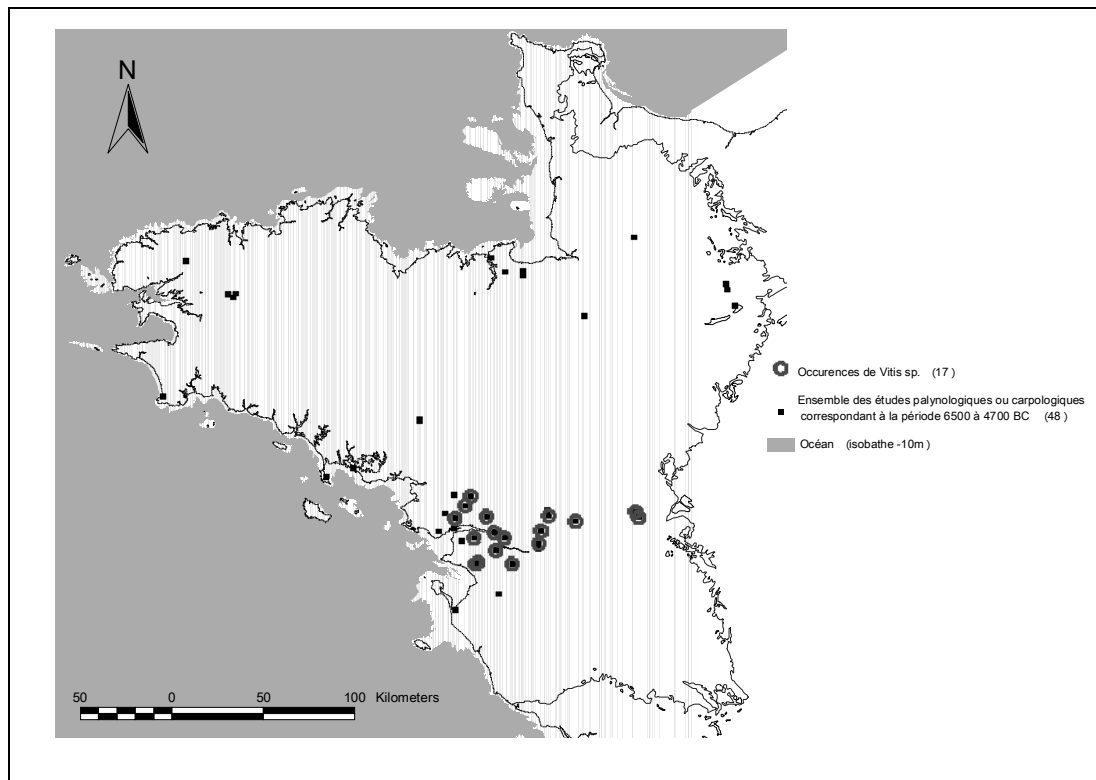 N
Occurences de Vitis sp. (17)
Ensemble des études palynologiques ou carpologiques
correspondant à la période 6500 à 4700 BC (48)
Océan (isobathe -10m)
50 0 50 100 Kilometers